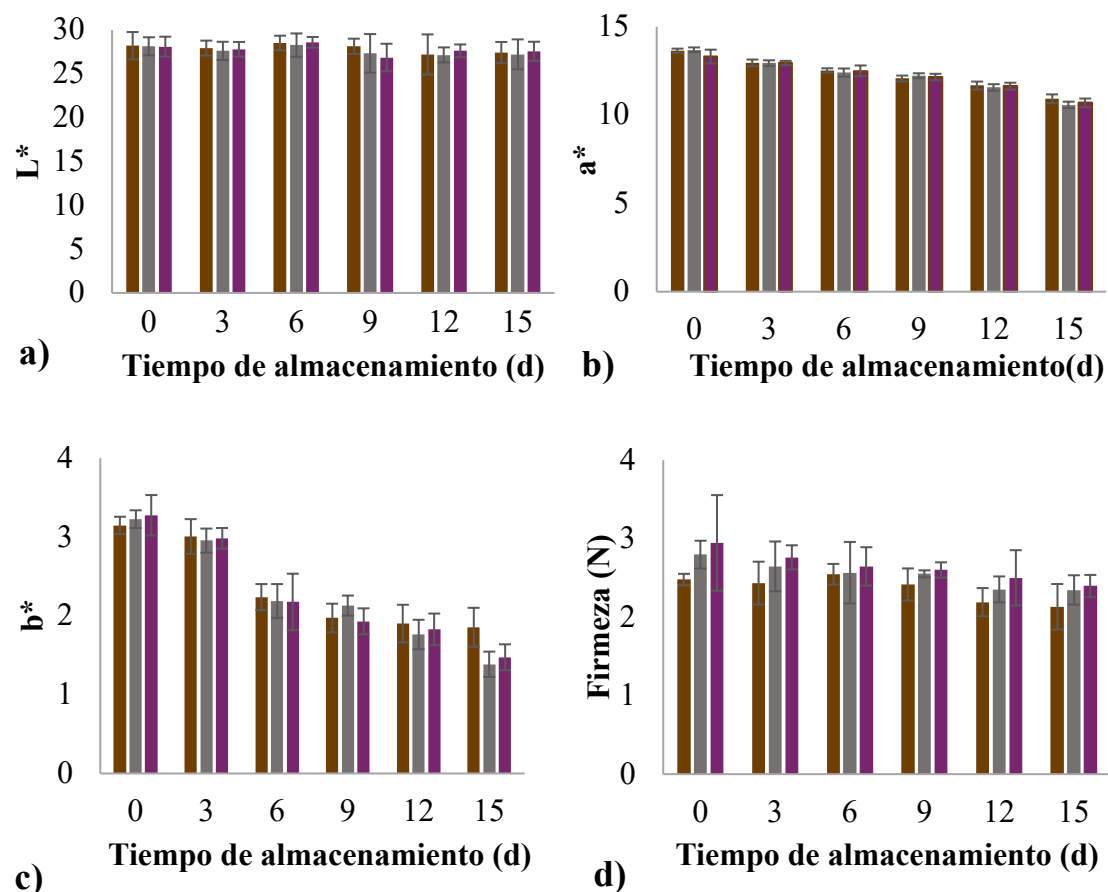 30
25
20
15
10
5
0
L*
0 3 6 9 12 15
Tiempo de almacenamiento (d)
a)
15
10
5
0
a*
0 3 6 9 12 15
Tiempo de almacenamiento(d)
b)
4
3
2
1
0
b*
0 3 6 9 12 15
Tiempo de almacenamiento (d)
c)
4
3
2
1
0
Firmeza (N)
0 3 6 9 12 15
Tiempo de almacenamiento (d)
d)